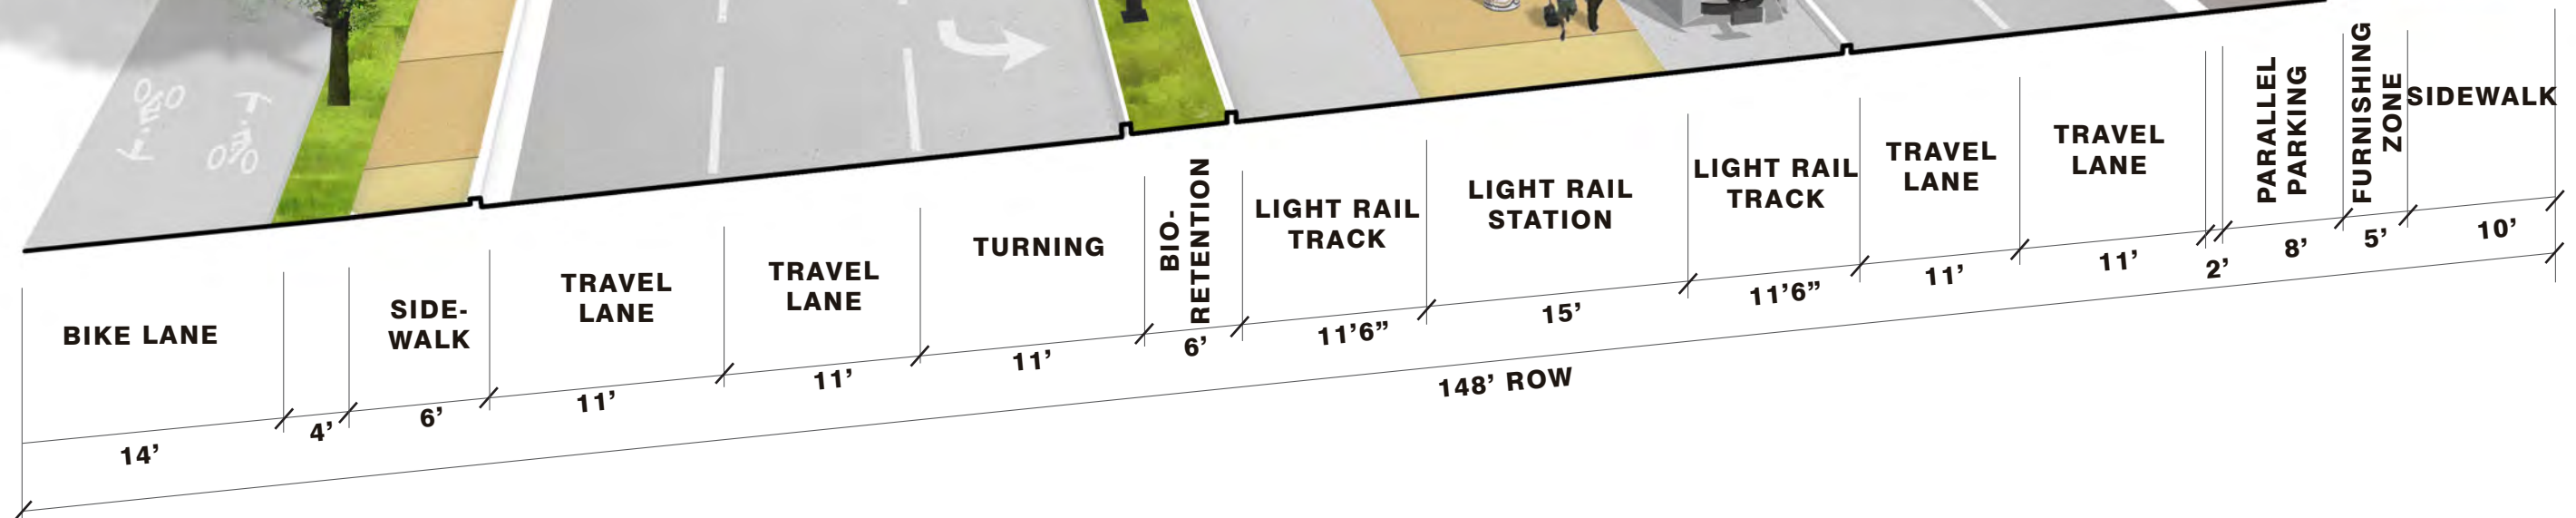 BIKE LANE
SIDE-
WALK
TRAVEL
LANE
TRAVEL
LANE
TURNING
BIO-
RETENTION
LIGHT RAIL
TRACK
LIGHT RAIL
STATION
LIGHT RAIL
TRACK
TRAVEL
LANE
TRAVEL
LANE
PARALLEL
PARKING
FURNISHING
ZONE
SIDEWALK
14’
4’
6’
11’
11’
11’
6’
11’6”
15’
11’6”
11’
11’
2’
8’
5’
10’
148’ ROW